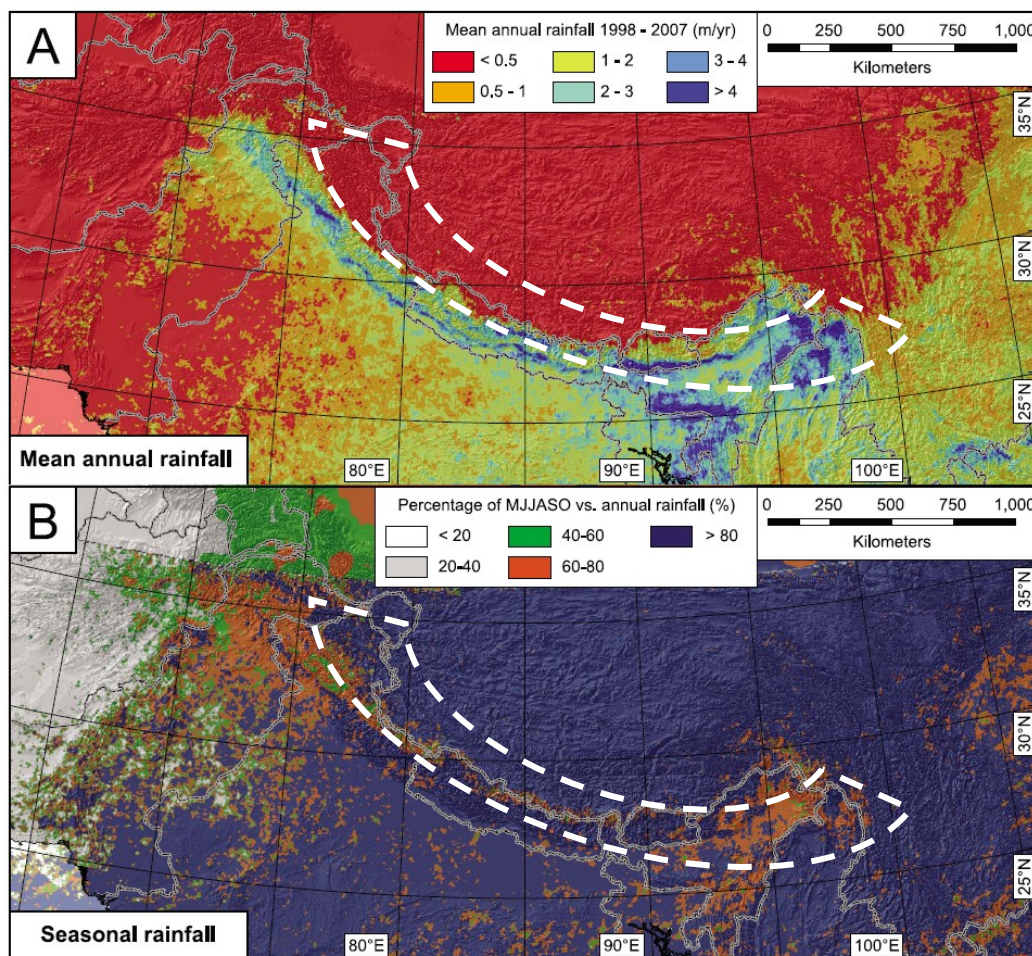 A
Mean annual rainfall 1998 - 2007 (m/yr)
< 0.5
1 - 2
3 - 4
0.5 - 1
2 - 3
> 4
0 250 500 750 1,000
Kilometers
35°N
30°N
25°N
80°E
90°E
100°E
Mean annual rainfall
B
Percentage of MJJASO vs. annual rainfall (%)
< 20
40-60
> 80
20-40
60-80
0 250 500 750 1,000
Kilometers
35°N
30°N
25°N
80°E
90°E
100°E
Seasonal rainfall